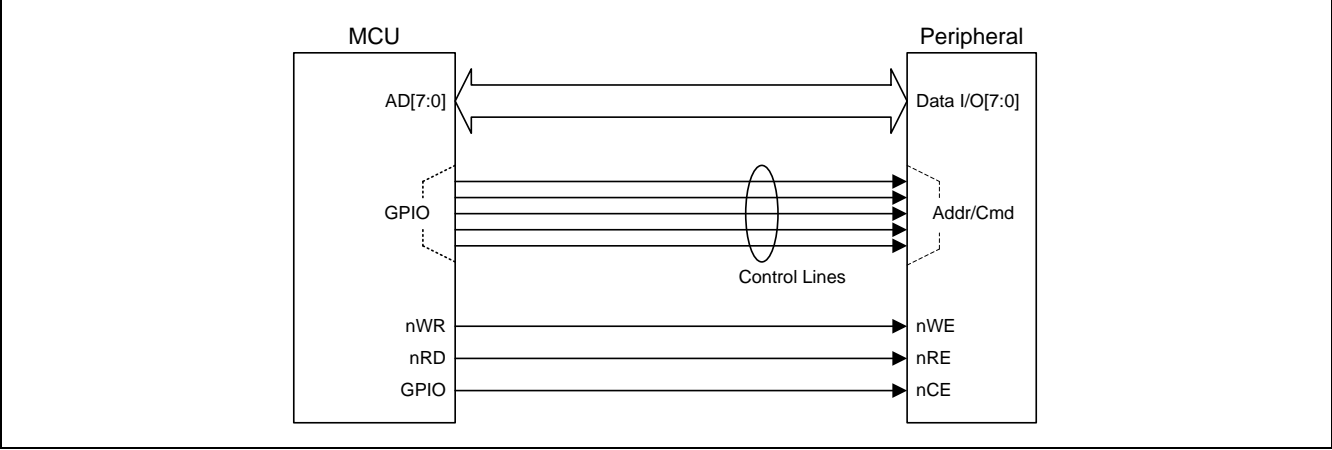 MCU
Peripheral
AD[7:0]
Data I/O[7:0]
GPIO
Addr/Cmd
Control Lines
nWR
nWE
nRD
nRE
GPIO
nCE